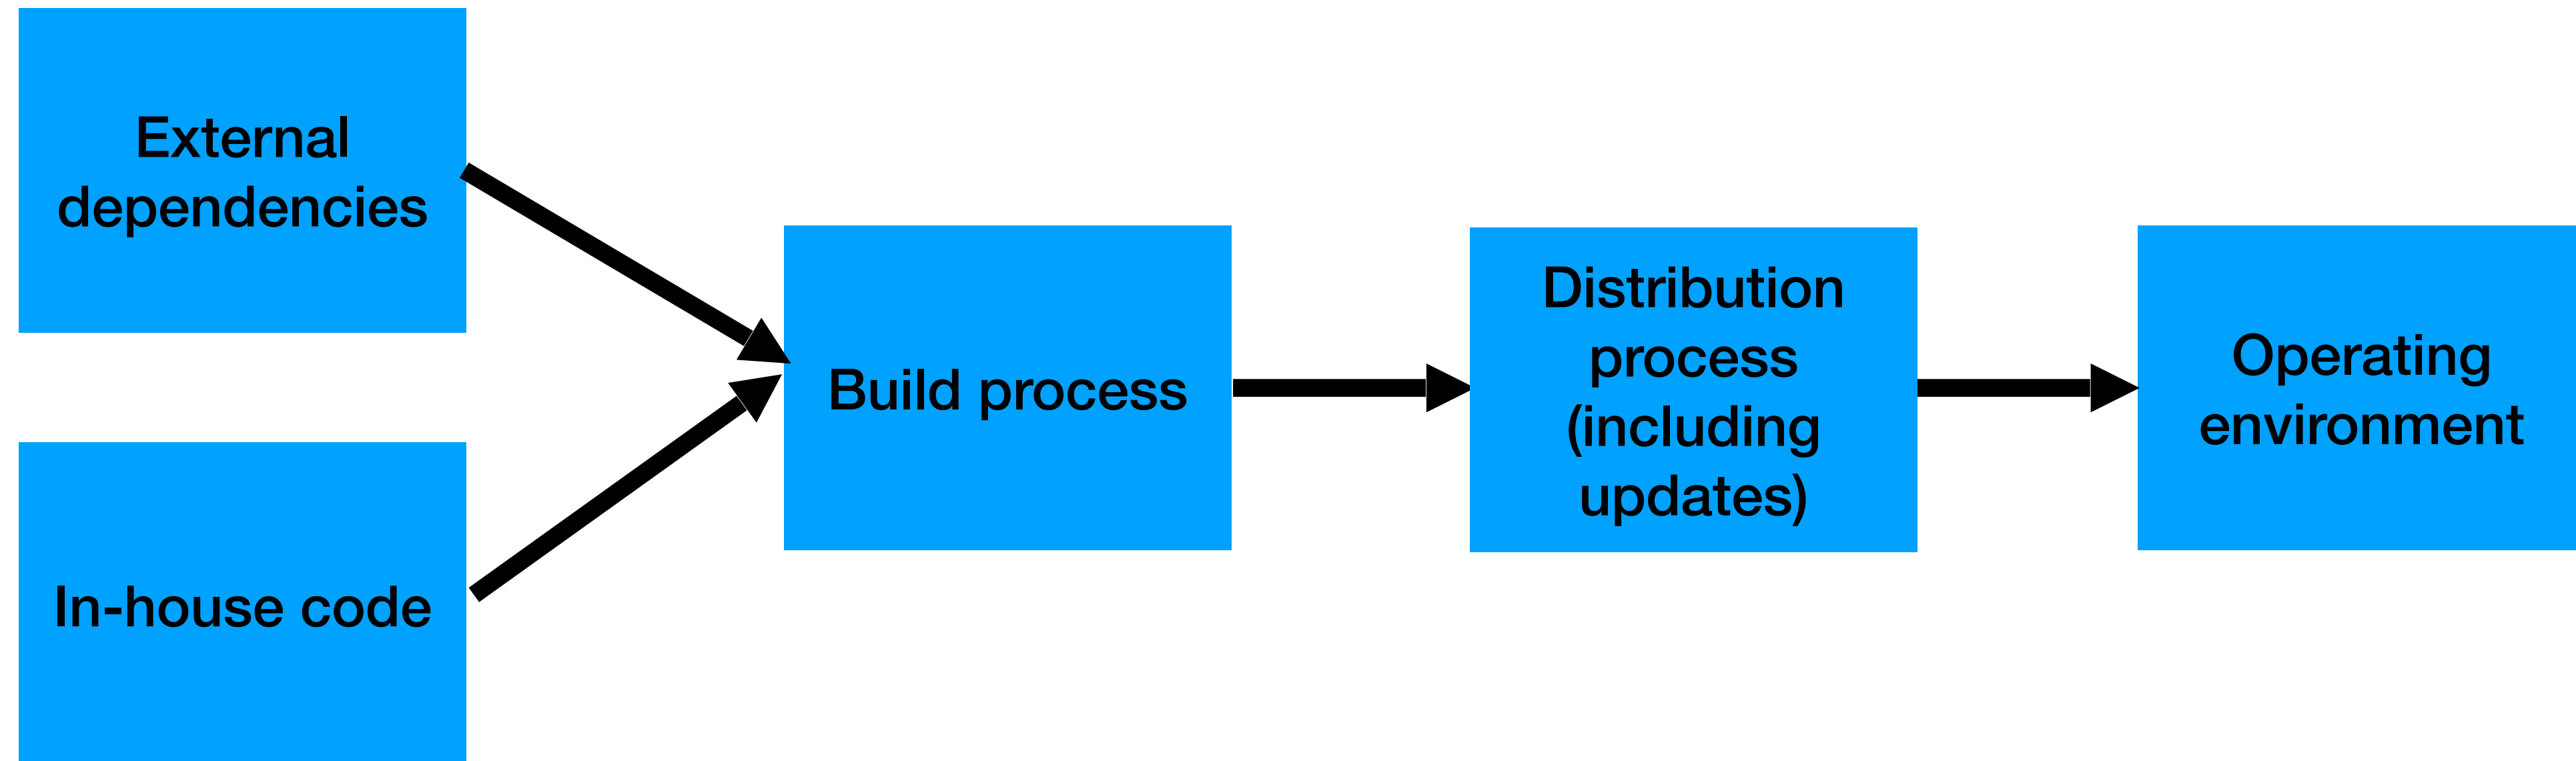 External
dependencies
In-house code
Build process
Distribution
process
(including
updates)
Operating
environment